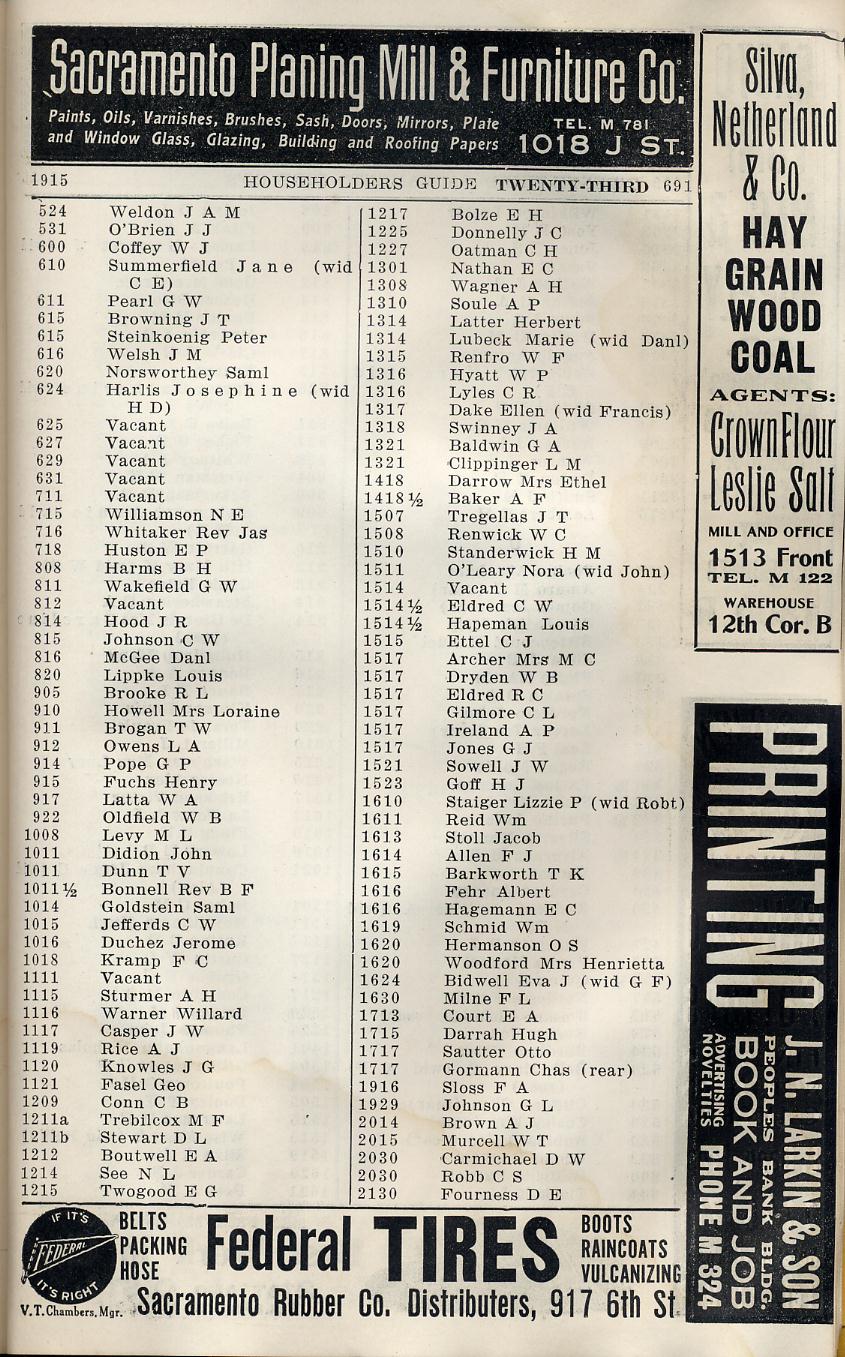 Sacramento Planing Mill & Furniture Co.
Paints, Oils, Varnishes, Brushes, Sash, Doors, Mirrors, Plate
and Window Glass, Glazing, Building and Roofing Papers
TEL. M 781
1018 J ST.
1915 HOUSEHOLDERS GUIDE TWENTY-THIRD 691
524 Weldon J A M
531 O'Brien J J
600 Coffey W J
610 Summerfield Jane (wid
C E)
611 Pearl G W
615 Browning J T
615 Steinkoenig Peter
616 Welsh J M
620 Norsworthey Saml
624 Harlis Josephine (wid
H D)
625 Vacant
627 Vacant
629 Vacant
631 Vacant
711 Vacant
715 Williamson N E
716 Whitaker Rev Jas
718 Huston E P
808 Harms B H
811 Wakefield G W
812 Vacant
814 Hood J R
815 Johnson C W
816 McGee Danl
820 Lippke Louis
905 Brooke R L
910 Howell Mrs Loraine
911 Brogan T W
912 Owens L A
914 Pope G P
915 Fuchs Henry
917 Latta W A
922 Oldfield W B
1008 Levy M L
1011 Didion John
1011 Dunn T V
1011½ Bonnell Rev B F
1014 Goldstein Saml
1015 Jefferds C W
1016 Duchez Jerome
1018 Kramp F C
1111 Vacant
1115 Sturmer A H
1116 Warner Willard
1117 Casper J W
1119 Rice A J
1120 Knowles J G
1121 Fasel Geo
1209 Conn C B
1211a Trebilcox M F
1211b Stewart D L
1212 Boutwell E A
1214 See N L
1215 Twogood E G
1217 Bolze E H
1225 Donnelly J C
1227 Oatman C H
1301 Nathan E C
1308 Wagner A H
1310 Soule A P
1314 Latter Herbert
1314 Lubeck Marie (wid Danl)
1315 Renfro W F
1316 Hyatt W P
1316 Lyles C R
1317 Dake Ellen (wid Francis)
1318 Swinney J A
1321 Baldwin G A
1321 Clippinger L M
1418 Darrow Mrs Ethel
1418½ Baker A F
1507 Tregellas J T
1508 Renwick W C
1510 Standerwick H M
1511 O'Leary Nora (wid John)
1514 Vacant
1514½ Eldred C W
1514½ Hapeman Louis
1515 Ettel C J
1517 Archer Mrs M C
1517 Dryden W B
1517 Eldred R C
1517 Gilmore C L
1517 Ireland A P
1517 Jones G J
1521 Sowell J W
1523 Goff H J
1610 Staiger Lizzie P (wid Robt)
1611 Reid Wm
1613 Stoll Jacob
1614 Allen F J
1615 Barkworth T K
1616 Fehr Albert
1616 Hagemann E C
1619 Schmid Wm
1620 Hermanson O S
1620 Woodford Mrs Henrietta
1624 Bidwell Eva J (wid G F)
1630 Milne F L
1713 Court E A
1715 Darrah Hugh
1717 Sautter Otto
1717 Gormann Chas (rear)
1916 Sloss F A
1929 Johnson G L
2014 Brown A J
2015 Murcell W T
2030 Carmichael D W
2030 Robb C S
2130 Fourness D E
Silva,
Netherland
& Co.
HAY
GRAIN
WOOD
COAL
AGENTS:
Crown Flour
Leslie Salt
MILL AND OFFICE
1513 Front
TEL. M 122
WAREHOUSE
12th Cor. B
PRINTING
J. N. LARKIN & SON
PEOPLES BANK BLDG.
BOOK AND JOB
ADVERTISING
NOVELTIES
PHONE M 324
IF IT'S
FEDERAL
IT'S RIGHT
V. T. Chambers, Mgr.
BELTS
PACKING
HOSE
Federal TIRES
BOOTS
RAINCOATS
VULCANIZING
Sacramento Rubber Co. Distributers, 917 6th St.